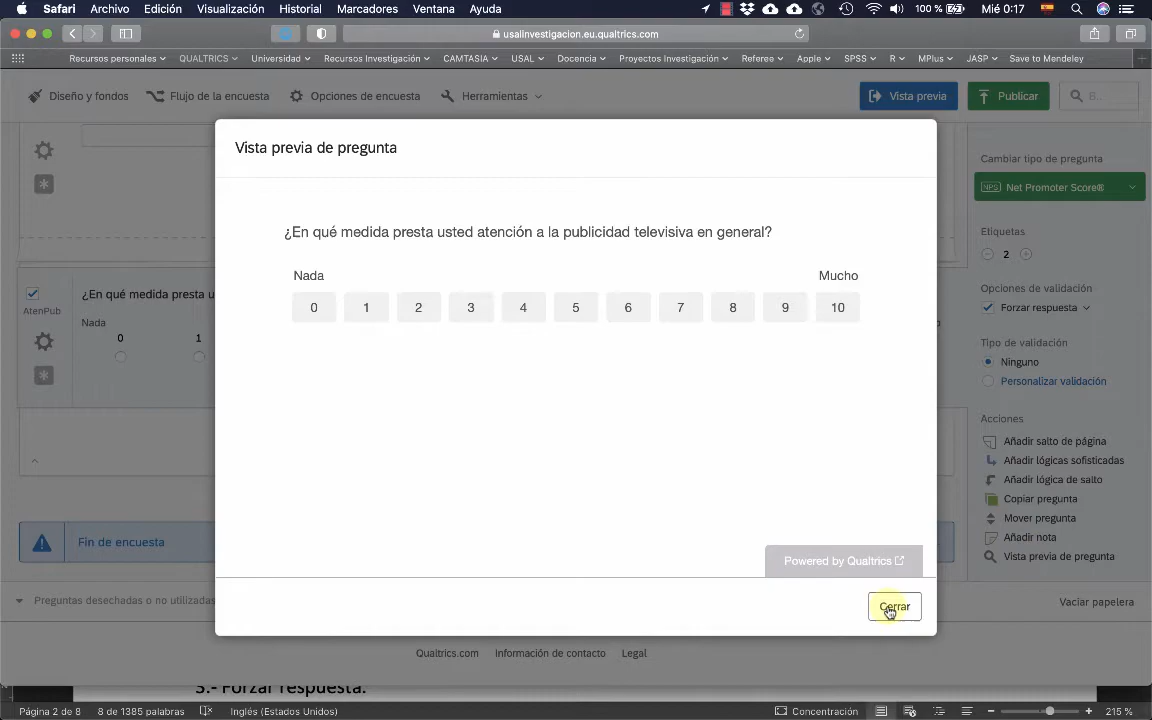 Safari Archivo Edición Visualización Historial Marcadores Ventana Ayuda 100 % Mié 0:17
usalinvestigacion.eu.qualtrics.com
Recursos personales QUALTRICS Universidad Recursos Investigación CAMTASIA USAL Docencia Proyectos Investigación Referee Apple SPSS R MPlus JASP Save to Mendeley
Diseño y fondos Flujo de la encuesta Opciones de encuesta Herramientas Vista previa Publicar B...
Vista previa de pregunta
¿En qué medida presta usted atención a la publicidad televisiva en general?
Nada Mucho
0 1 2 3 4 5 6 7 8 9 10
Powered by Qualtrics
Cerrar
AtenPub
¿En qué medida presta u
Nada
0 1
Fin de encuesta
Preguntas desechadas o no utilizadas
Vaciar papelera
Cambiar tipo de pregunta
NPS Net Promoter Score®
Etiquetas
2
Opciones de validación
Forzar respuesta
Tipo de validación
Ninguno
Personalizar validación
Acciones
Añadir salto de página
Añadir lógicas sofisticadas
Añadir lógica de salto
Copiar pregunta
Mover pregunta
Añadir nota
Vista previa de pregunta
Qualtrics.com Información de contacto Legal
3.- Forzar respuesta.
Página 2 de 8 8 de 1385 palabras Inglés (Estados Unidos) Concentración 215 %